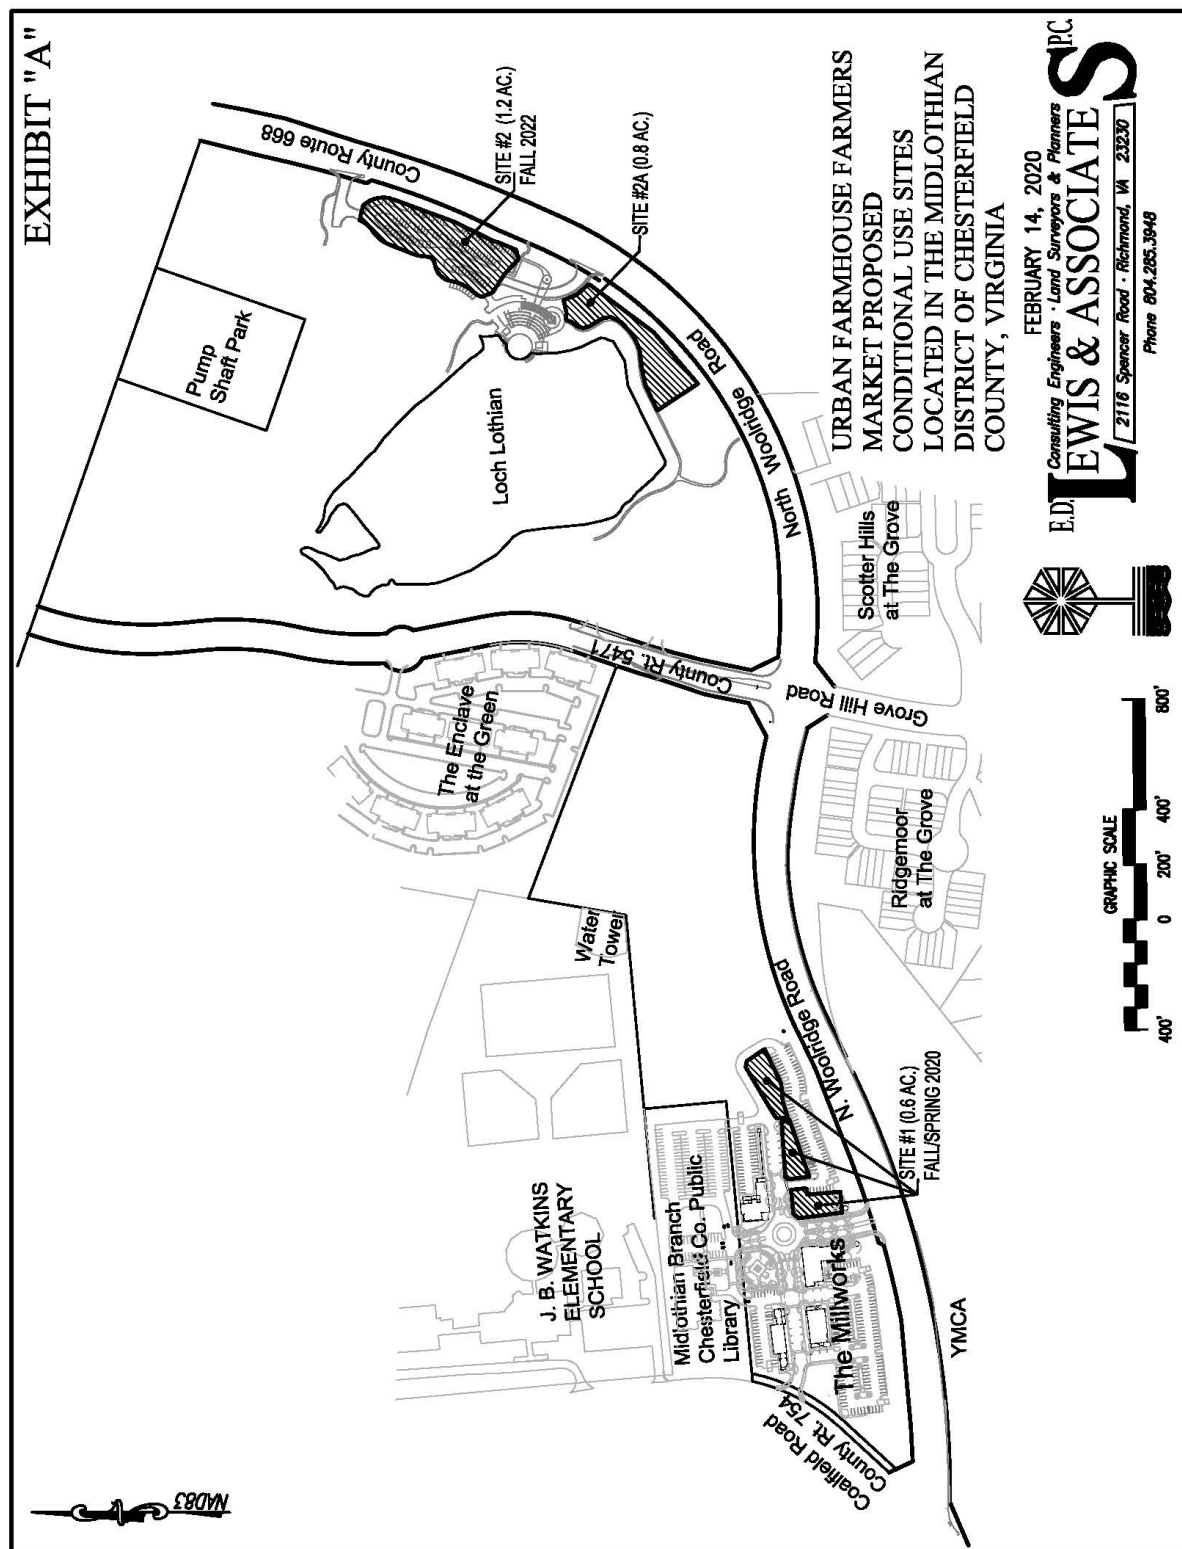 EXHIBIT "A"
Pump
Shaft Park
County Route 668
SITE #2 (1.2 AC.)
FALL 2022
SITE #2A (0.8 AC.)
Loch Lothian
North Woolridge Road
County Rt. 5471
The Enclave
at the Green
Grove Hill Road
Scotter Hills
at The Grove
Ridgemoor
at The Grove
Water
Tower
N. Woolridge Road
SITE #1 (0.6 AC.)
FALL/SPRING 2020
J. B. WATKINS
ELEMENTARY
SCHOOL
Midlothian Branch
Chesterfield Co. Public
Library
The Millworks
YMCA
Coalfield Road
County Rt. 754
NAD83
URBAN FARMHOUSE FARMERS
MARKET PROPOSED
CONDITIONAL USE SITES
LOCATED IN THE MIDLOTHIAN
DISTRICT OF CHESTERFIELD
COUNTY, VIRGINIA
GRAPHIC SCALE
400' 0 200' 400' 800'
FEBRUARY 14, 2020
Consulting Engineers · Land Surveyors & Planners
E.D. LEWIS & ASSOCIATES P.C.
2116 Spencer Road · Richmond, VA 23230
Phone 804.285.3948